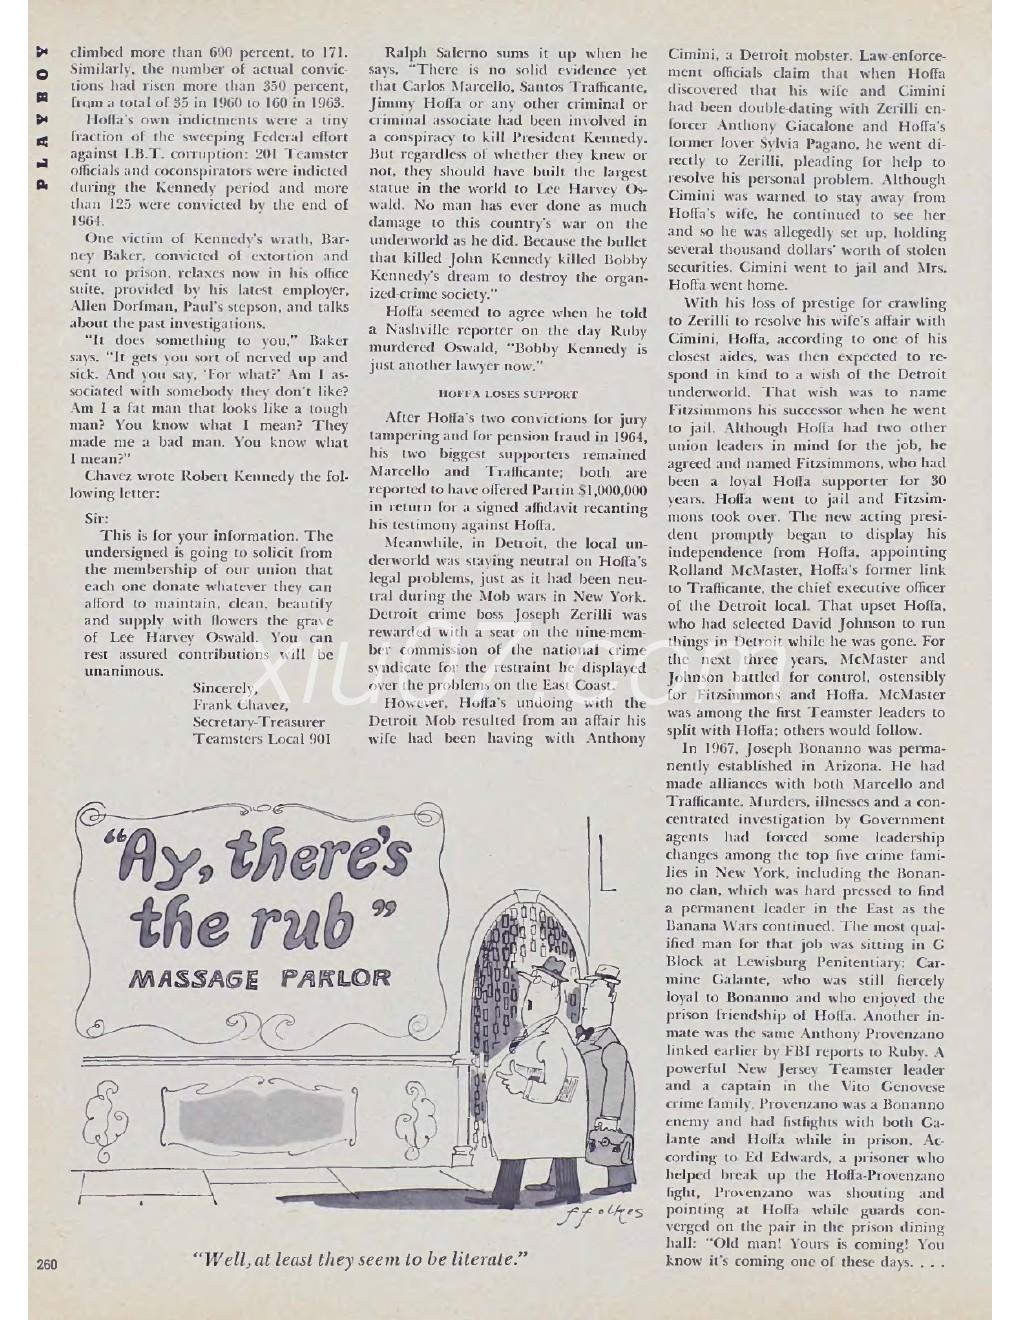 PLAYBOY
climbed more than 600 percent, to 171.
Similarly, the number of actual convic-
tions had risen more than 350 percent,
from a total of 35 in 1960 to 160 in 1963.
Hoffa's own indictments were a tiny
fraction of the sweeping Federal effort
against I.B.T. corruption: 201 Teamster
officials and coconspirators were indicted
during the Kennedy period and more
than 125 were convicted by the end of
1964.
One victim of Kennedy's wrath, Bar-
ney Baker, convicted of extortion and
sent to prison, relaxes now in his office
suite, provided by his latest employer,
Allen Dorfman, Paul's stepson, and talks
about the past investigations.
"It does something to you," Baker
says. "It gets you sort of nerved up and
sick. And you say, 'For what?' Am I as-
sociated with somebody they don't like?
Am I a fat man that looks like a tough
man? You know what I mean? They
made me a bad man. You know what
I mean?"
Chavez wrote Robert Kennedy the fol-
lowing letter:
Sir:
This is for your information. The
undersigned is going to solicit from
the membership of our union that
each one donate whatever they can
afford to maintain, clean, beautify
and supply with flowers the grave
of Lee Harvey Oswald. You can
rest assured contributions will be
unanimous.
Sincerely,
Frank Chavez,
Secretary-Treasurer
Teamsters Local 901
Ralph Salerno sums it up when he
says, "There is no solid evidence yet
that Carlos Marcello, Santos Trafficante,
Jimmy Hoffa or any other criminal or
criminal associate had been involved in
a conspiracy to kill President Kennedy.
But regardless of whether they knew or
not, they should have built the largest
statue in the world to Lee Harvey Os-
wald. No man has ever done as much
damage to this country's war on the
underworld as he did. Because the bullet
that killed John Kennedy killed Bobby
Kennedy's dream to destroy the organ-
ized-crime society."
Hoffa seemed to agree when he told
a Nashville reporter on the day Ruby
murdered Oswald, "Bobby Kennedy is
just another lawyer now."
HOFFA LOSES SUPPORT
After Hoffa's two convictions for jury
tampering and for pension fraud in 1964,
his two biggest supporters remained
Marcello and Trafficante; both are
reported to have offered Partin $1,000,000
in return for a signed affidavit recanting
his testimony against Hoffa.
Meanwhile, in Detroit, the local un-
derworld was staying neutral on Hoffa's
legal problems, just as it had been neu-
tral during the Mob wars in New York.
Detroit crime boss Joseph Zerilli was
rewarded with a seat on the nine-mem-
ber commission of the national crime
syndicate for the restraint he displayed
over the problems on the East Coast.
However, Hoffa's undoing with the
Detroit Mob resulted from an affair his
wife had been having with Anthony
Cimini, a Detroit mobster. Law-enforce-
ment officials claim that when Hoffa
discovered that his wife and Cimini
had been double-dating with Zerilli en-
forcer Anthony Giacalone and Hoffa's
former lover Sylvia Pagano, he went di-
rectly to Zerilli, pleading for help to
resolve his personal problem. Although
Cimini was warned to stay away from
Hoffa's wife, he continued to see her
and so he was allegedly set up, holding
several thousand dollars' worth of stolen
securities. Cimini went to jail and Mrs.
Hoffa went home.
With his loss of prestige for crawling
to Zerilli to resolve his wife's affair with
Cimini, Hoffa, according to one of his
closest aides, was then expected to re-
spond in kind to a wish of the Detroit
underworld. That wish was to name
Fitzsimmons his successor when he went
to jail. Although Hoffa had two other
union leaders in mind for the job, he
agreed and named Fitzsimmons, who had
been a loyal Hoffa supporter for 30
years. Hoffa went to jail and Fitzsim-
mons took over. The new acting presi-
dent promptly began to display his
independence from Hoffa, appointing
Rolland McMaster, Hoffa's former link
to Trafficante, the chief executive officer
of the Detroit local. That upset Hoffa,
who had selected David Johnson to run
things in Detroit while he was gone. For
the next three years, McMaster and
Johnson battled for control, ostensibly
for Fitzsimmons and Hoffa. McMaster
was among the first Teamster leaders to
split with Hoffa; others would follow.
In 1967, Joseph Bonanno was perma-
nently established in Arizona. He had
made alliances with both Marcello and
Trafficante. Murders, illnesses and a con-
centrated investigation by Government
agents had forced some leadership
changes among the top five crime fami-
lies in New York, including the Bonan-
no clan, which was hard pressed to find
a permanent leader in the East as the
Banana Wars continued. The most qual-
ified man for that job was sitting in G
Block at Lewisburg Penitentiary: Car-
mine Galante, who was still fiercely
loyal to Bonanno and who enjoyed the
prison friendship of Hoffa. Another in-
mate was the same Anthony Provenzano
linked earlier by FBI reports to Ruby. A
powerful New Jersey Teamster leader
and a captain in the Vito Genovese
crime family, Provenzano was a Bonanno
enemy and had fistfights with both Ga-
lante and Hoffa while in prison. Ac-
cording to Ed Edwards, a prisoner who
helped break up the Hoffa-Provenzano
fight, Provenzano was shouting and
pointing at Hoffa while guards con-
verged on the pair in the prison dining
hall: "Old man! Yours is coming! You
know it's coming one of these days. . . .
"Ay, there's
the rub"
MASSAGE PARLOR
ffolkes
"Well, at least they seem to be literate."
260
xiu07.com